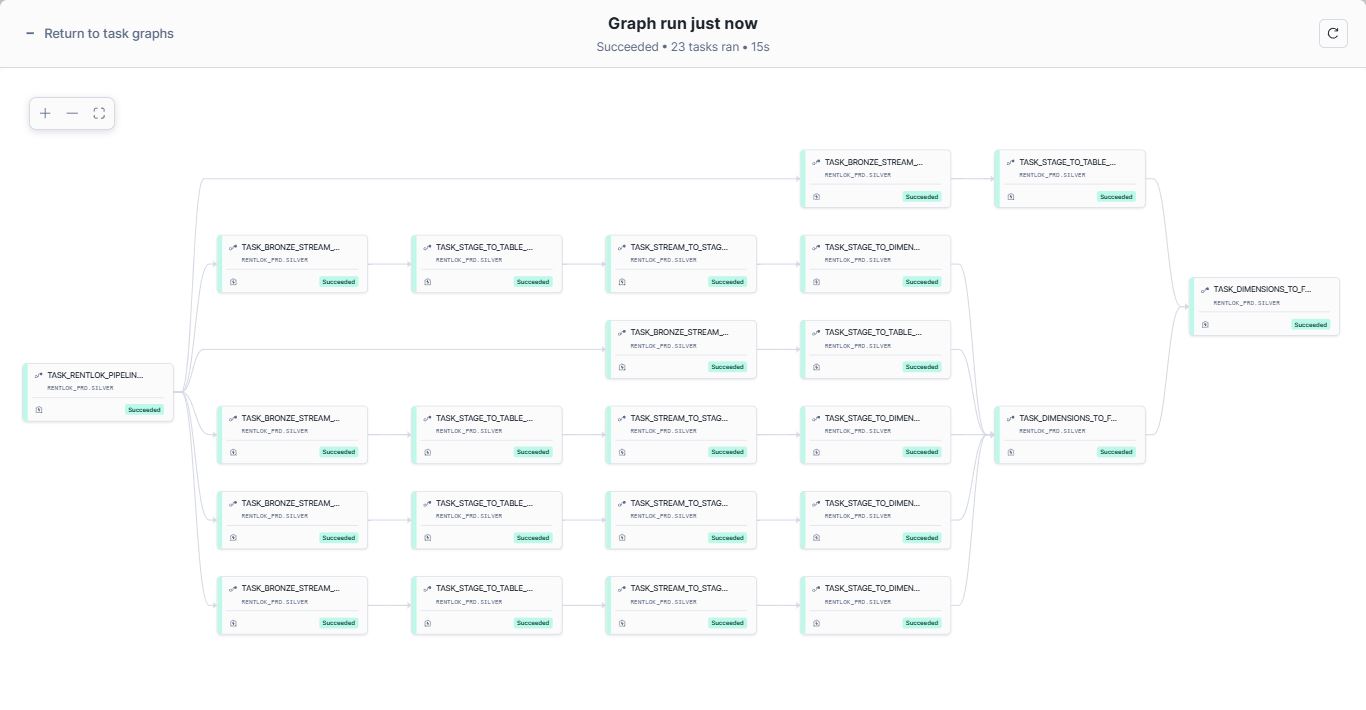 Return to task graphs
Graph run just now
Succeeded • 23 tasks ran • 15s
TASK_BRONZE_STREAM_...
RENTLOK_PRD.SILVER
Succeeded
TASK_STAGE_TO_TABLE_...
RENTLOK_PRD.SILVER
Succeeded
TASK_BRONZE_STREAM_...
RENTLOK_PRD.SILVER
Succeeded
TASK_STAGE_TO_TABLE_...
RENTLOK_PRD.SILVER
Succeeded
TASK_STREAM_TO_STAG...
RENTLOK_PRD.SILVER
Succeeded
TASK_STAGE_TO_DIMEN...
RENTLOK_PRD.SILVER
Succeeded
TASK_DIMENSIONS_TO_F...
RENTLOK_PRD.SILVER
Succeeded
TASK_BRONZE_STREAM_...
RENTLOK_PRD.SILVER
Succeeded
TASK_STAGE_TO_TABLE_...
RENTLOK_PRD.SILVER
Succeeded
TASK_RENTLOK_PIPELIN...
RENTLOK_PRD.SILVER
Succeeded
TASK_BRONZE_STREAM_...
RENTLOK_PRD.SILVER
Succeeded
TASK_STAGE_TO_TABLE_...
RENTLOK_PRD.SILVER
Succeeded
TASK_STREAM_TO_STAG...
RENTLOK_PRD.SILVER
Succeeded
TASK_STAGE_TO_DIMEN...
RENTLOK_PRD.SILVER
Succeeded
TASK_DIMENSIONS_TO_F...
RENTLOK_PRD.SILVER
Succeeded
TASK_BRONZE_STREAM_...
RENTLOK_PRD.SILVER
Succeeded
TASK_STAGE_TO_TABLE_...
RENTLOK_PRD.SILVER
Succeeded
TASK_STREAM_TO_STAG...
RENTLOK_PRD.SILVER
Succeeded
TASK_STAGE_TO_DIMEN...
RENTLOK_PRD.SILVER
Succeeded
TASK_BRONZE_STREAM_...
RENTLOK_PRD.SILVER
Succeeded
TASK_STAGE_TO_TABLE_...
RENTLOK_PRD.SILVER
Succeeded
TASK_STREAM_TO_STAG...
RENTLOK_PRD.SILVER
Succeeded
TASK_STAGE_TO_DIMEN...
RENTLOK_PRD.SILVER
Succeeded